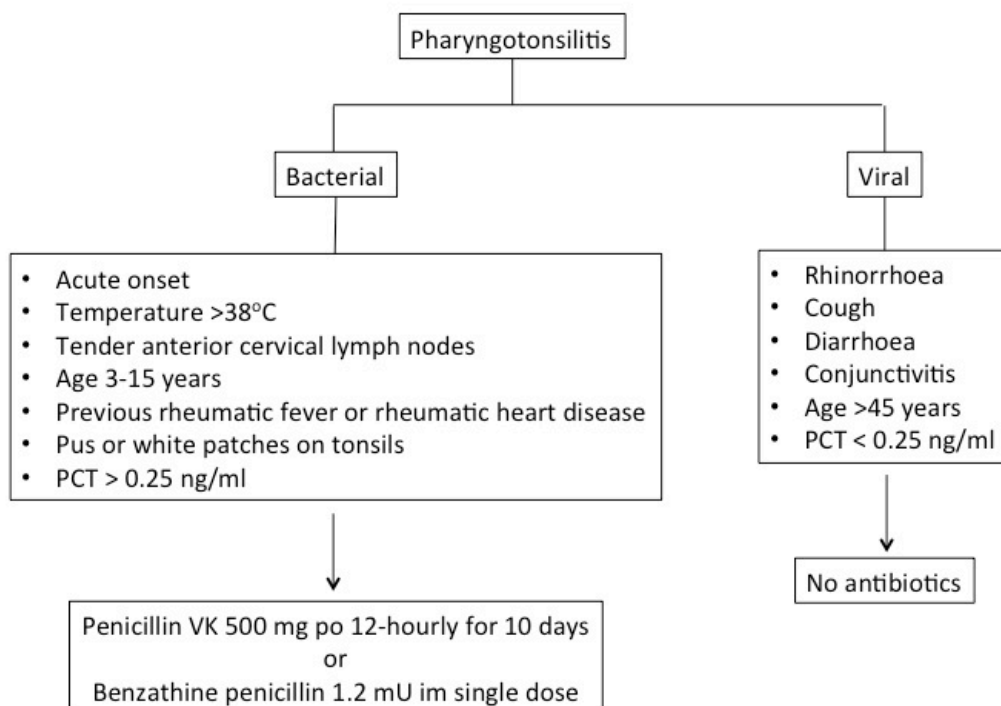 Pharyngotonsilitis
Bacterial
Viral
• Acute onset
• Temperature >38°C
• Tender anterior cervical lymph nodes
• Age 3-15 years
• Previous rheumatic fever or rheumatic heart disease
• Pus or white patches on tonsils
• PCT > 0.25 ng/ml
• Rhinorrhoea
• Cough
• Diarrhoea
• Conjunctivitis
• Age >45 years
• PCT < 0.25 ng/ml
Penicillin VK 500 mg po 12-hourly for 10 days
or
Benzathine penicillin 1.2 mU im single dose
No antibiotics